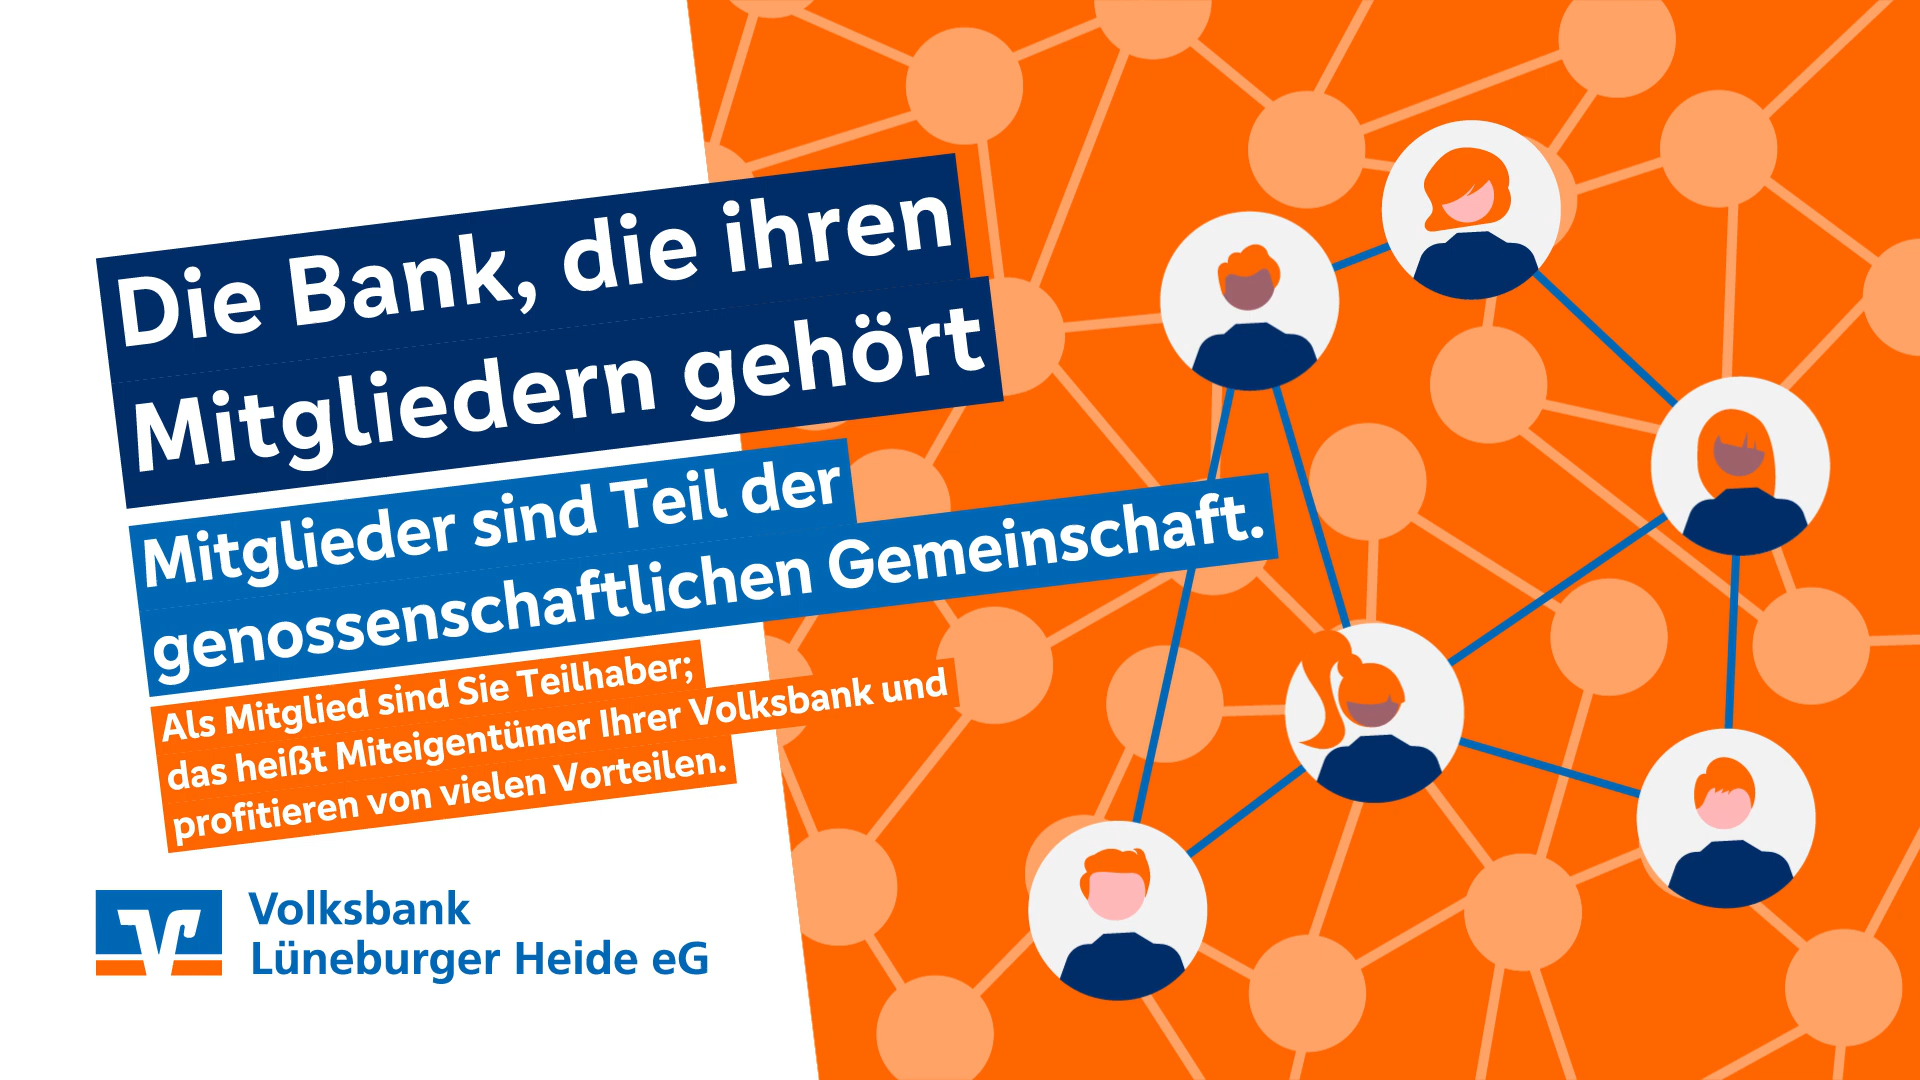 Die Bank, die ihren
Mitgliedern gehört
Mitglieder sind Teil der
genossenschaftlichen Gemeinschaft.
Als Mitglied sind Sie Teilhaber;
das heißt Miteigentümer Ihrer Volksbank und
profitieren von vielen Vorteilen.
Volksbank
Lüneburger Heide eG